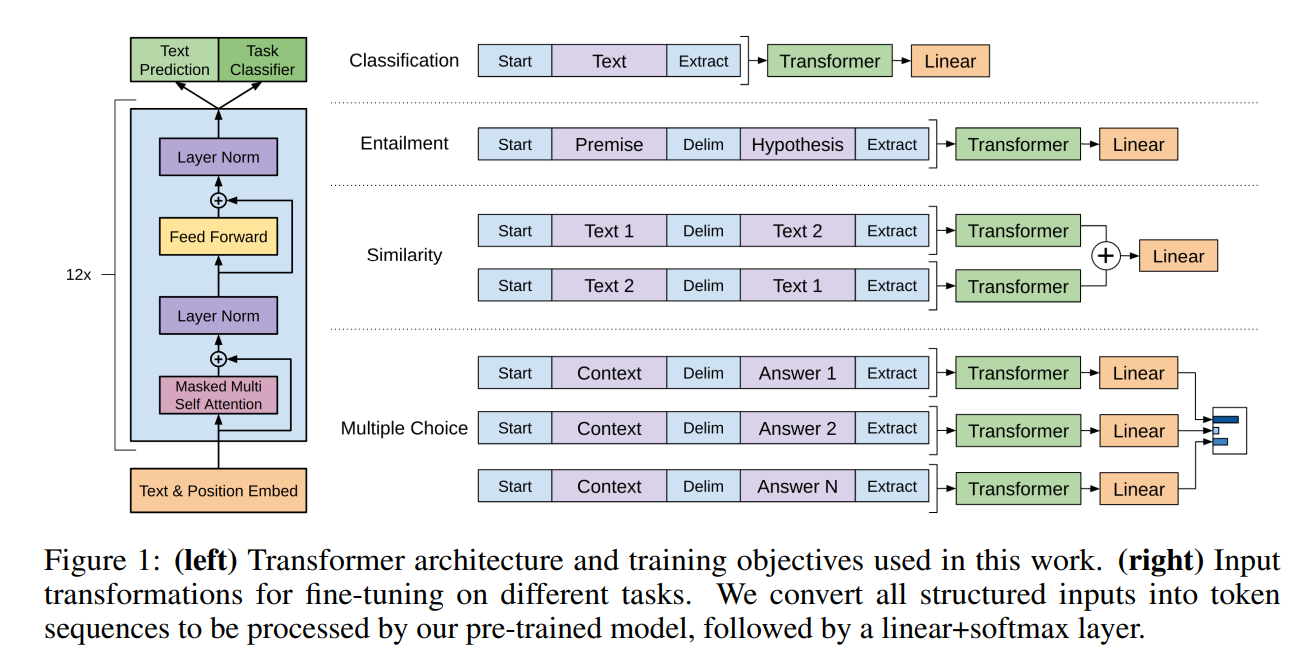 Text
Prediction
Task
Classifier
12x
Layer Norm
+
Feed Forward
Layer Norm
+
Masked Multi
Self Attention
Text & Position Embed
Classification
Start Text Extract Transformer Linear
Entailment
Start Premise Delim Hypothesis Extract Transformer Linear
Similarity
Start Text 1 Delim Text 2 Extract Transformer
+ Linear
Start Text 2 Delim Text 1 Extract Transformer
Multiple Choice
Start Context Delim Answer 1 Extract Transformer Linear
Start Context Delim Answer 2 Extract Transformer Linear
Start Context Delim Answer N Extract Transformer Linear
Figure 1: (left) Transformer architecture and training objectives used in this work. (right) Input
transformations for fine-tuning on different tasks. We convert all structured inputs into token
sequences to be processed by our pre-trained model, followed by a linear+softmax layer.